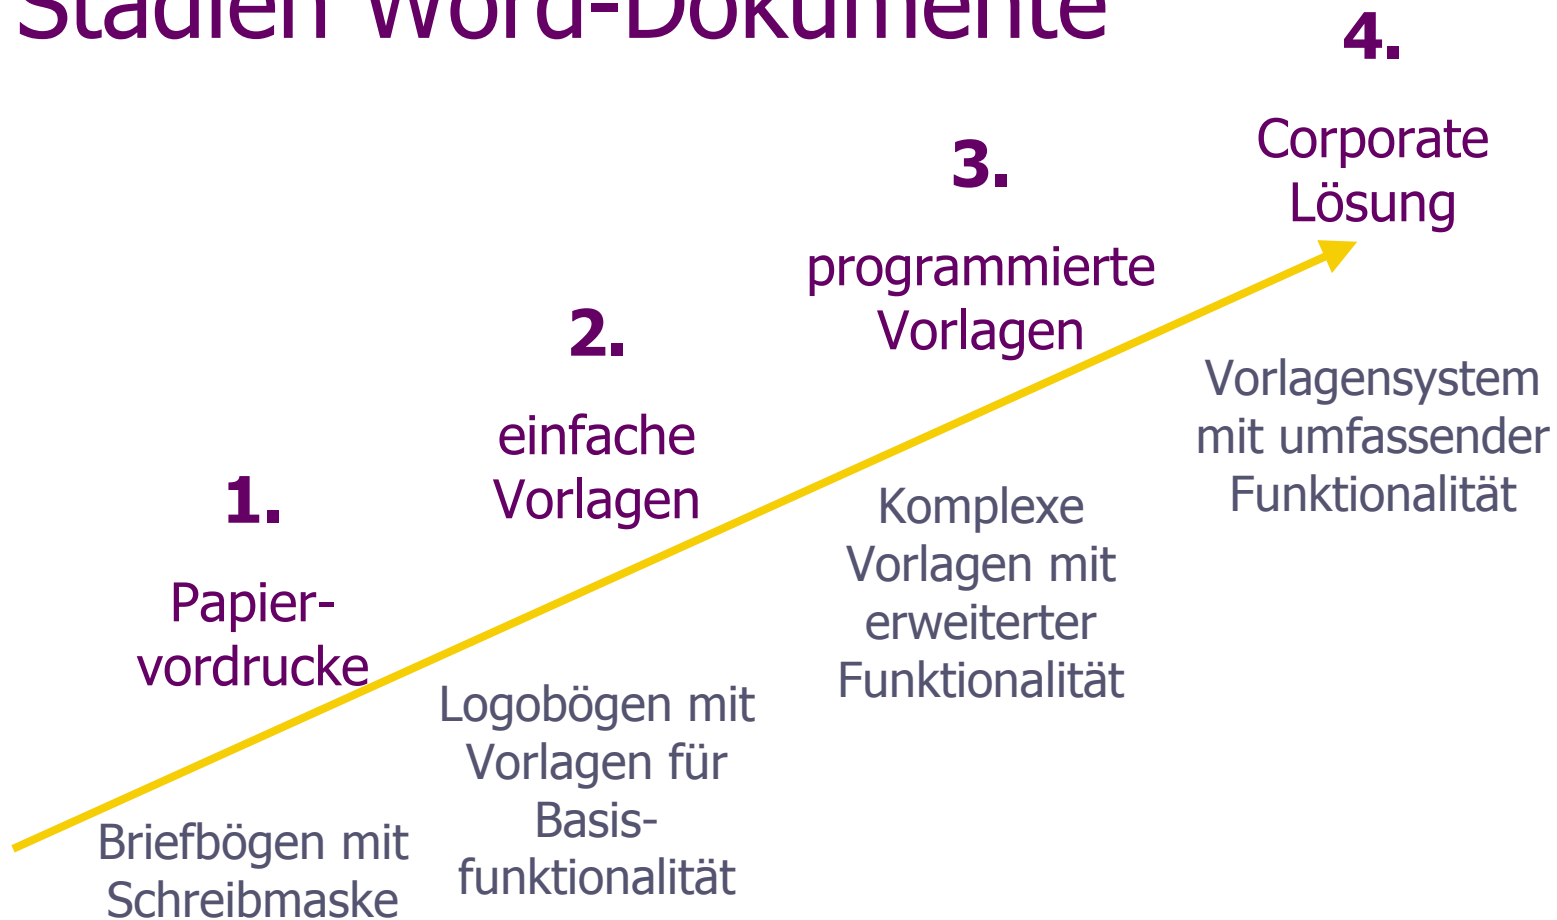 Stadien Word-Dokumente
1.
Papier-
vordrucke
Briefbögen mit
Schreibmaske
2.
einfache
Vorlagen
Logobögen mit
Vorlagen für
Basis-
funktionalität
3.
programmierte
Vorlagen
Komplexe
Vorlagen mit
erweiterter
Funktionalität
4.
Corporate
Lösung
Vorlagensystem
mit umfassender
Funktionalität